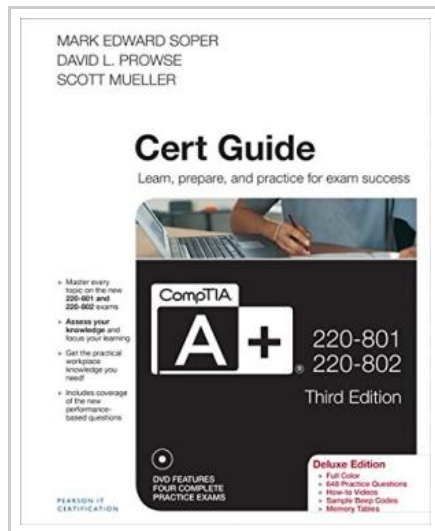 MARK EDWARD SOPER
DAVID L. PROWSE
SCOTT MUELLER
Cert Guide
Learn, prepare, and practice for exam success
» Master every
topic on the new
220-801 and
220-802 exams
» Assess your
knowledge and
focus your learning
» Get the practical
workplace
knowledge you
need!
» Includes coverage
of the new
performance-
based questions
CompTIA
A+ ®
220-801
220-802
Third Edition
DVD FEATURES
FOUR COMPLETE
PRACTICE EXAMS
Deluxe Edition
» Full Color
» 640 Practice Questions
» How-to Videos
» Sample Beep Codes
» Memory Tables
PEARSON IT
CERTIFICATION